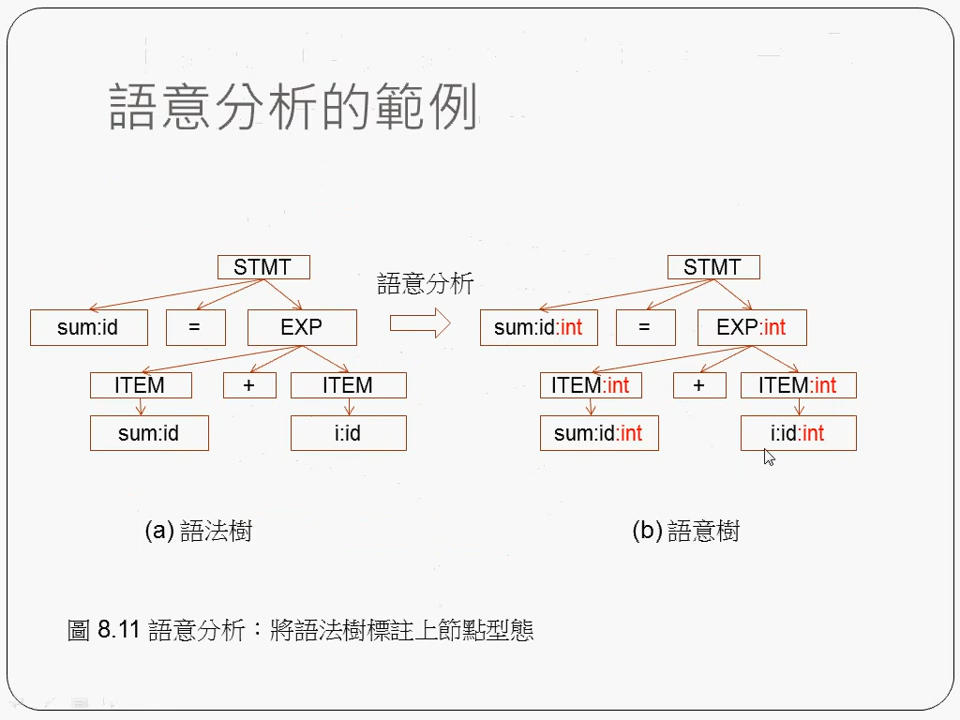 語意分析的範例
STMT
sum:id
=
EXP
ITEM
+
ITEM
sum:id
i:id
語意分析
STMT
sum:id:int
=
EXP:int
ITEM:int
+
ITEM:int
sum:id:int
i:id:int
(a) 語法樹
(b) 語意樹
圖 8.11 語意分析：將語法樹標註上節點型態